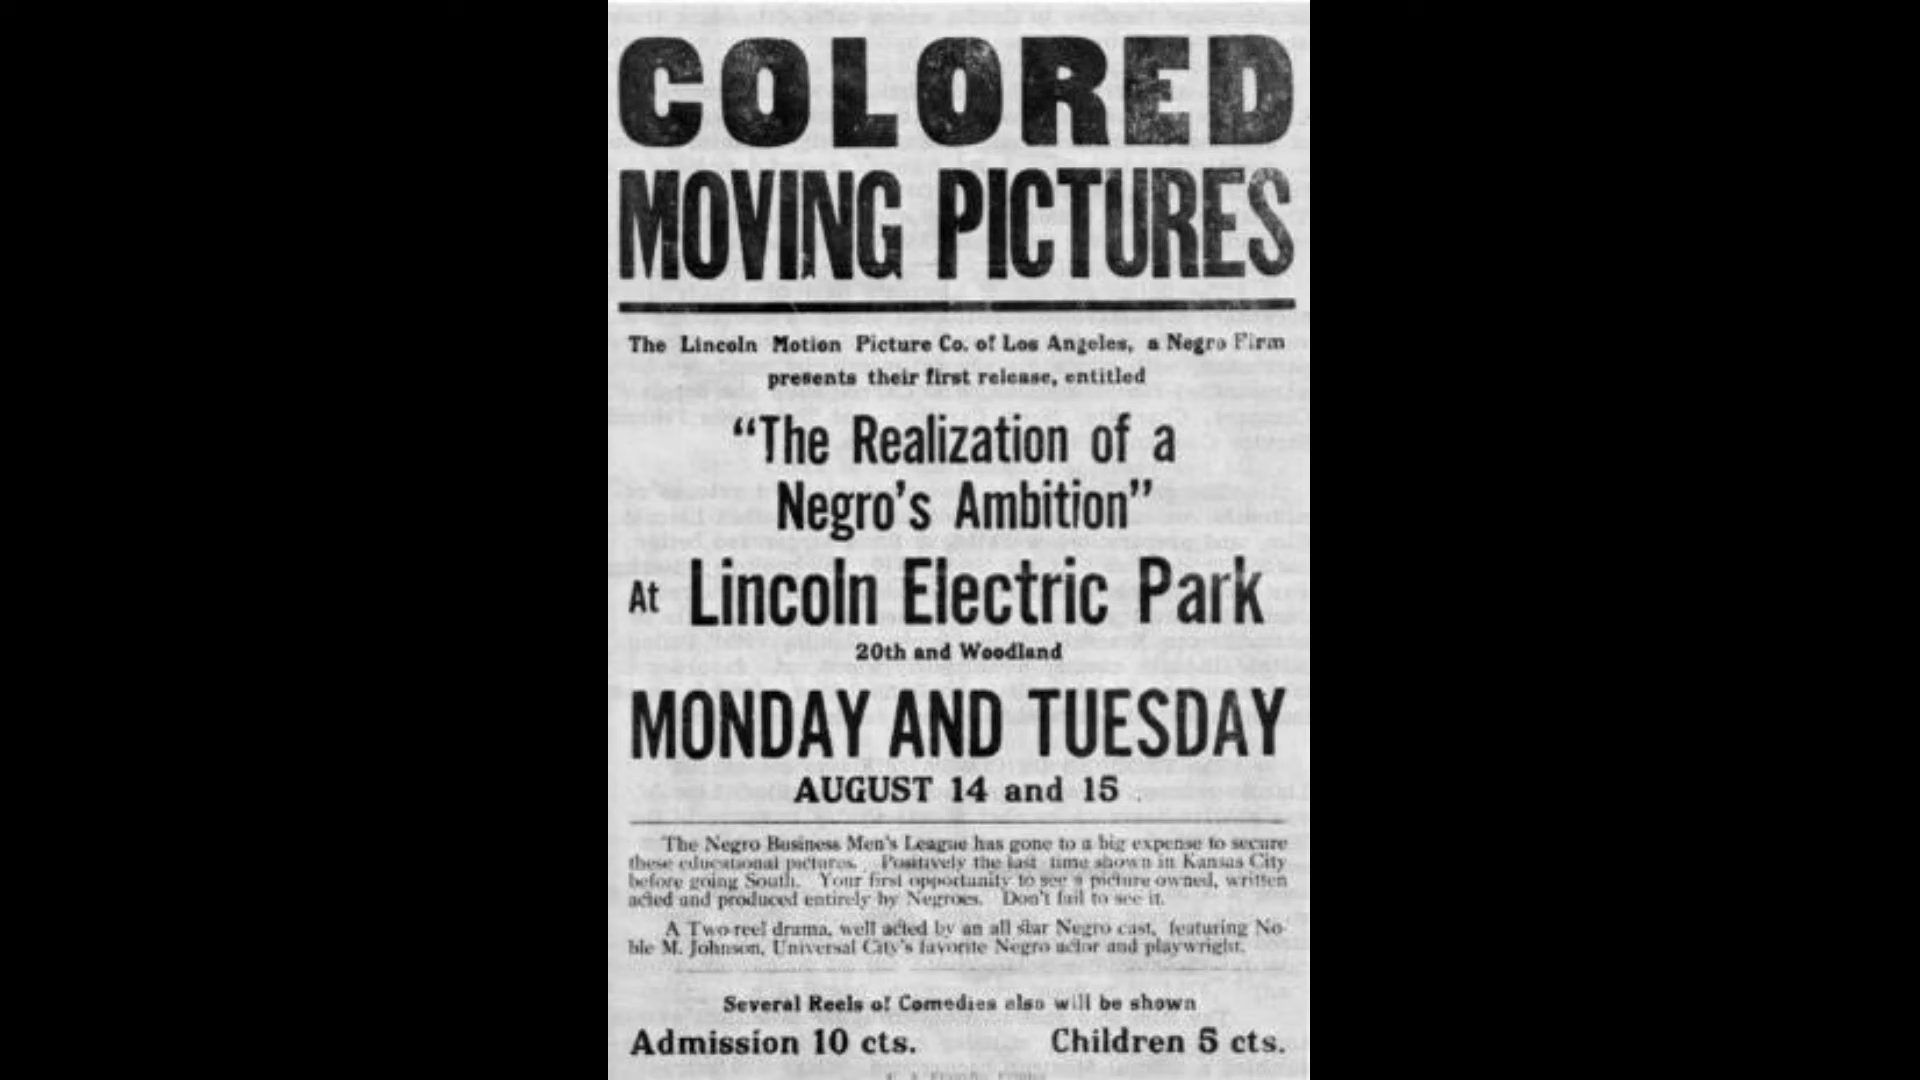 COLORED
MOVING PICTURES
The Lincoln Motion Picture Co. of Los Angeles, a Negro Firm
presents their first release, entitled
"The Realization of a
Negro's Ambition"
At Lincoln Electric Park
20th and Woodland
MONDAY AND TUESDAY
AUGUST 14 and 15
The Negro Business Men's League has gone to a big expense to secure
these educational pictures. Positively the last time shown in Kansas City
before going South. Your first opportunity to see a picture owned, written
acted and produced entirely by Negroes. Don't fail to see it.
A Two-reel drama, well acted by an all star Negro cast, featuring No-
ble M. Johnson, Universal City's favorite Negro actor and playwright.
Several Reels of Comedies also will be shown
Admission 10 cts. Children 5 cts.